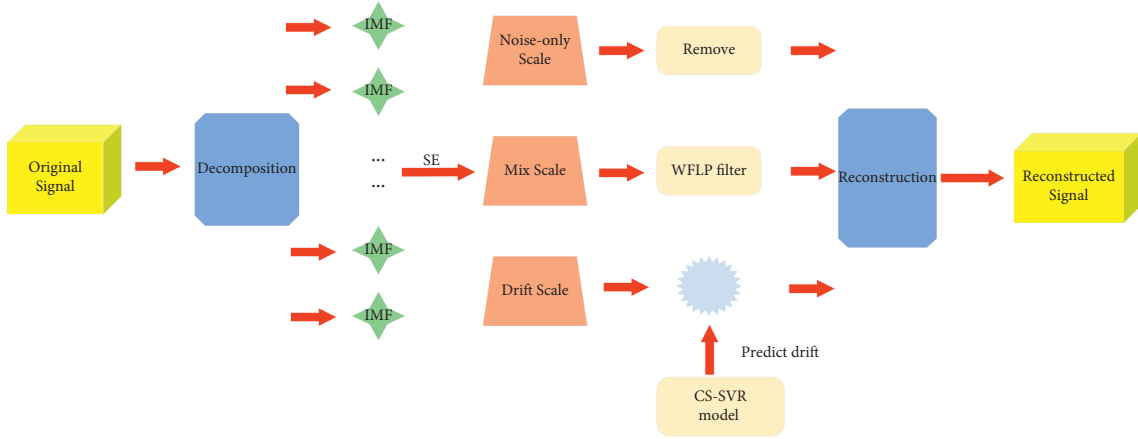 Original
Signal
Decomposition
IMF
IMF
...
...
IMF
IMF
SE
Noise-only
Scale
Mix Scale
Drift Scale
Remove
WFLP filter
Predict drift
CS-SVR
model
Reconstruction
Reconstructed
Signal